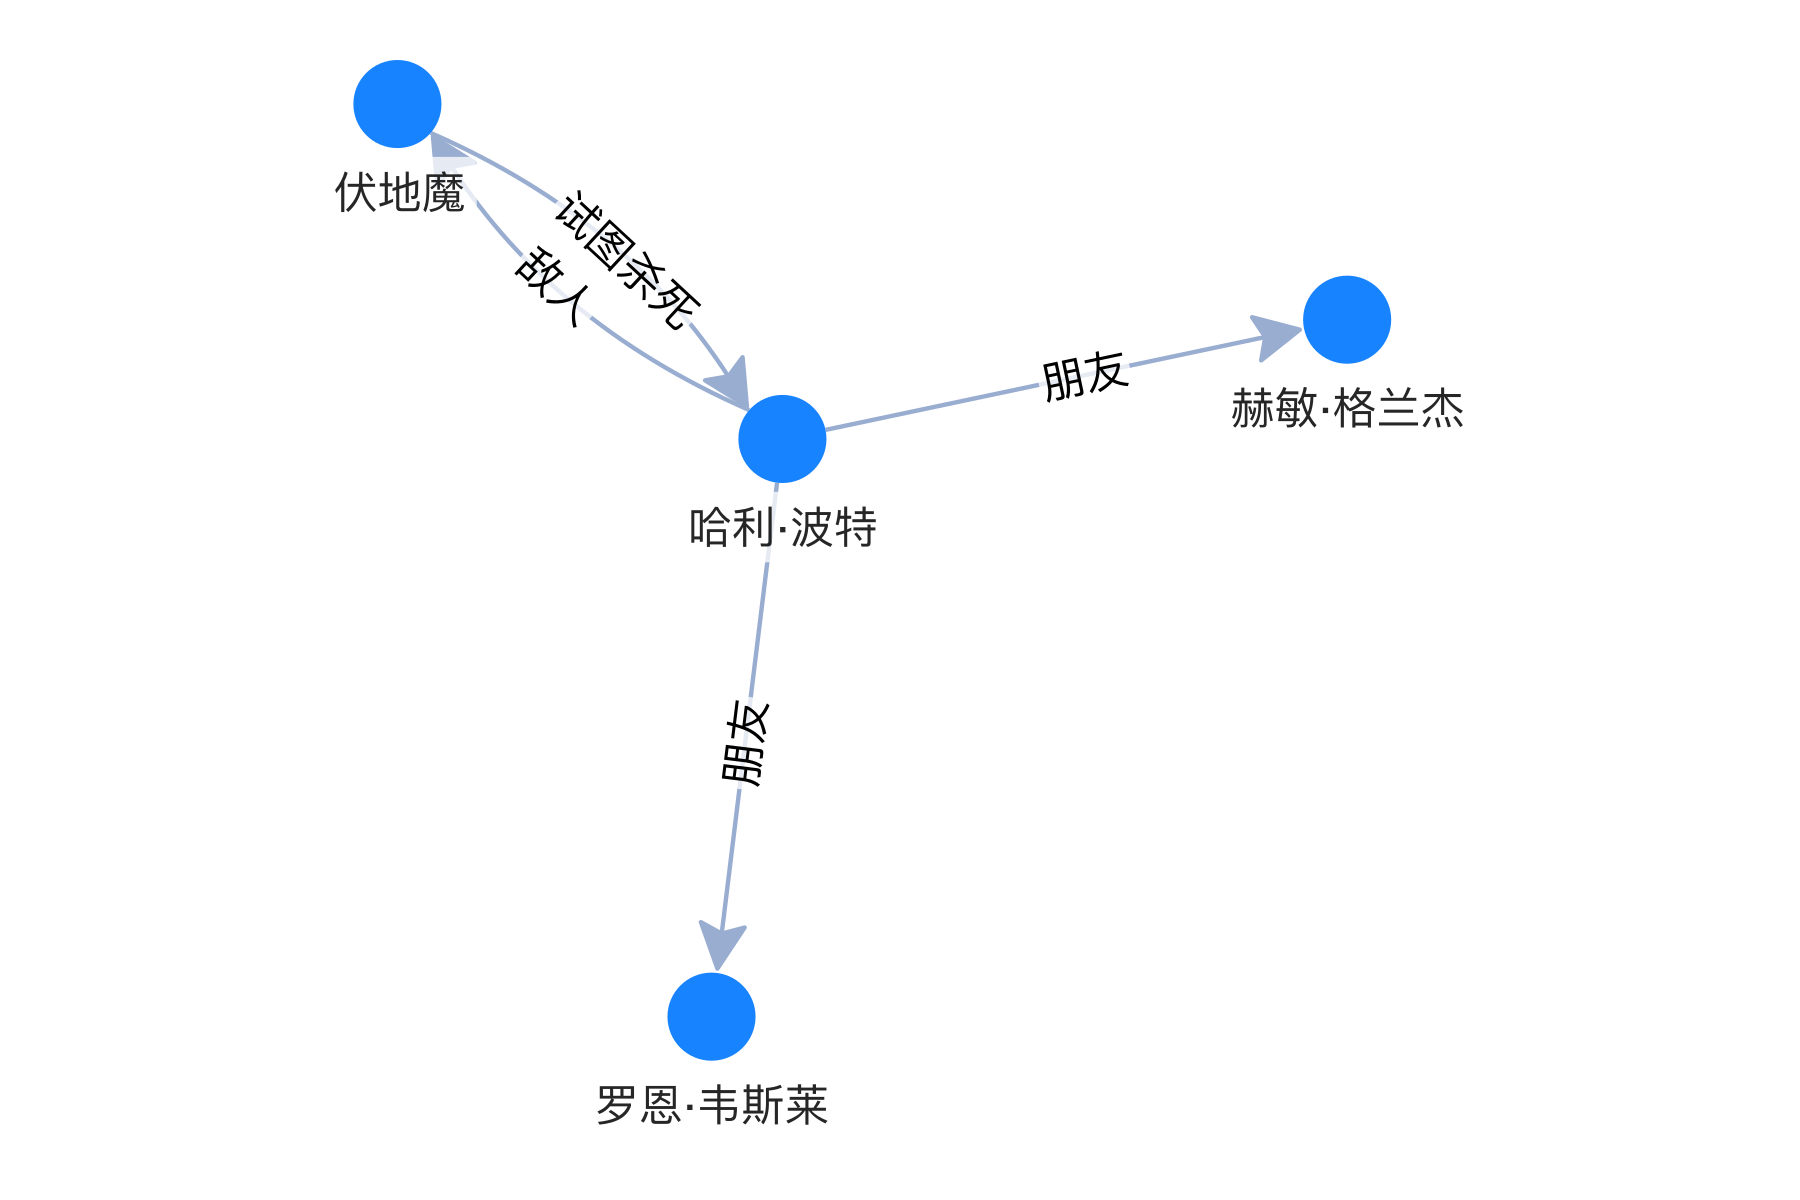 伏地魔
试图杀死
敌人
朋友
赫敏·格兰杰
哈利·波特
朋友
罗恩·韦斯莱